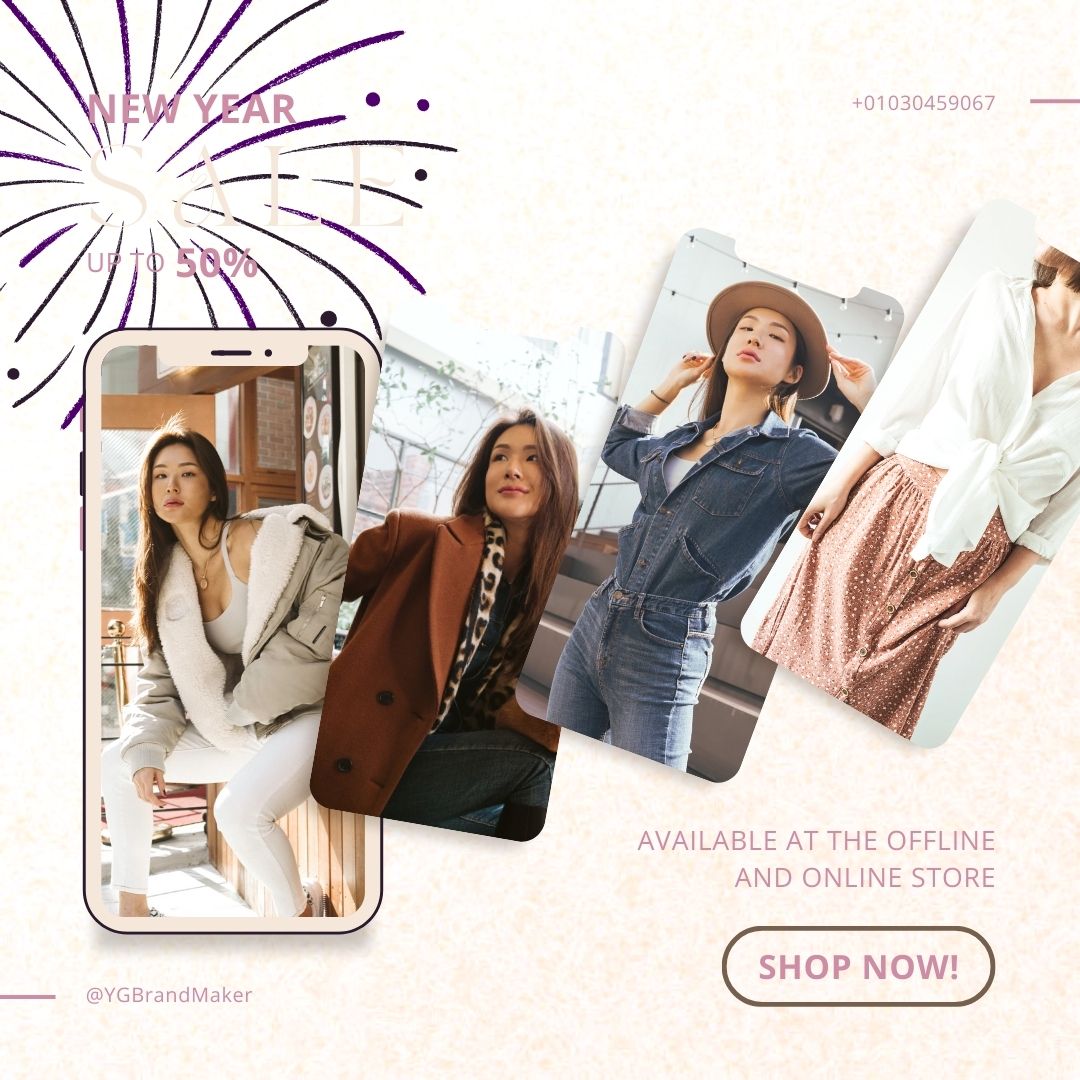 NEW YEAR
SALE
UP TO 50%
+01030459067
AVAILABLE AT THE OFFLINE
AND ONLINE STORE
SHOP NOW!
@YGBrandMaker